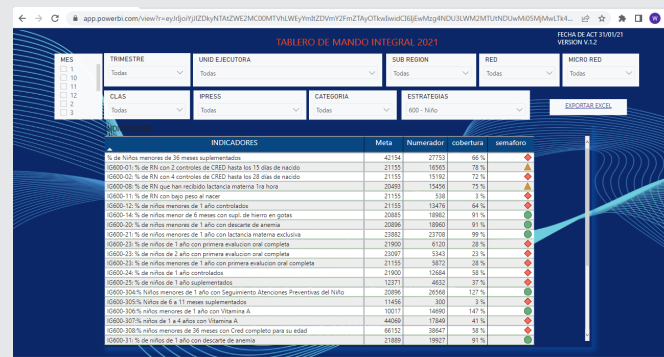 app.powerbi.com/view?r=eyJrIjoiYjllZDkyNTAtZWE2MC00MTVhLWEyYmItZDVmY2FmZTAyOTkwIiwidCI6IjEwMzg4NDU3LWM2MTUtNDUwMi05MjMwLTk4...
TABLERO DE MANDO INTEGRAL 2021
FECHA DE ACT 31/01/21
VERSION V.1.2
MES
1
10
11
12
2
3
TRIMESTRE
Todas
UNID EJECUTORA
Todas
SUB REGION
Todas
RED
Todas
MICRO RED
Todas
CLAS
Todas
IPRESS
Todas
CATEGORIA
Todas
ESTRATEGIAS
600 - Niño
EXPORTAR EXCEL
INDICADORES Meta Numerador cobertura semaforo
% de Niños menores de 36 meses suplementados 42154 27753 66 %
IG600-01: % de RN con 2 controles de CRED hasta los 15 días de nacido 21155 16565 78 %
IG600-02: % de RN con 4 controles de CRED hasta los 28 días de nacido 21155 15192 72 %
IG600-08: % de RN que han recibido lactancia materna 1ra hora 20493 15456 75 %
IG600-11: % de RN con bajo peso al nacer 21155 538 3 %
IG600-12: % de niños menores de 1 año controlados 21155 13476 64 %
IG600-14: % de niños menor de 6 meses con supl. de hierro en gotas 20885 18982 91 %
IG600-20: % de niños menores de 1 año con descarte de anemia 20896 18960 91 %
IG600-21: % de niños menores de 1 año con lactancia materna exclusiva 23882 23708 99 %
IG600-23: % de niños de 1 año con primera evalucion oral completa 21900 6120 28 %
IG600-23: % de niños de 2 año con primera evalucion oral completa 23097 5343 23 %
IG600-23: % de niños menores de 1 año con primera evalucion oral completa 21155 5872 28 %
IG600-24: % de niños de 1 año controlados 21900 12684 58 %
IG600-25: % de niños de 1 año suplementados 12371 4632 37 %
IG600-304:% Niños menores de 1 año con Seguimiento Atenciones Preventivas del Niño 20896 26568 127 %
IG600-305:% Niños de 6 a 11 meses suplementados 11456 300 3 %
IG600-306:% niños menores de 1 año con Vitamina A 10017 14690 147 %
IG600-307:% niños de 1 a 4 años con Vitamina A 44069 17849 41 %
IG600-308:% niños menores de 36 meses con Cred completo para su edad 66152 38647 58 %
IG600-31: % de niños de 1 año con descarte de anemia 21889 19927 91 %